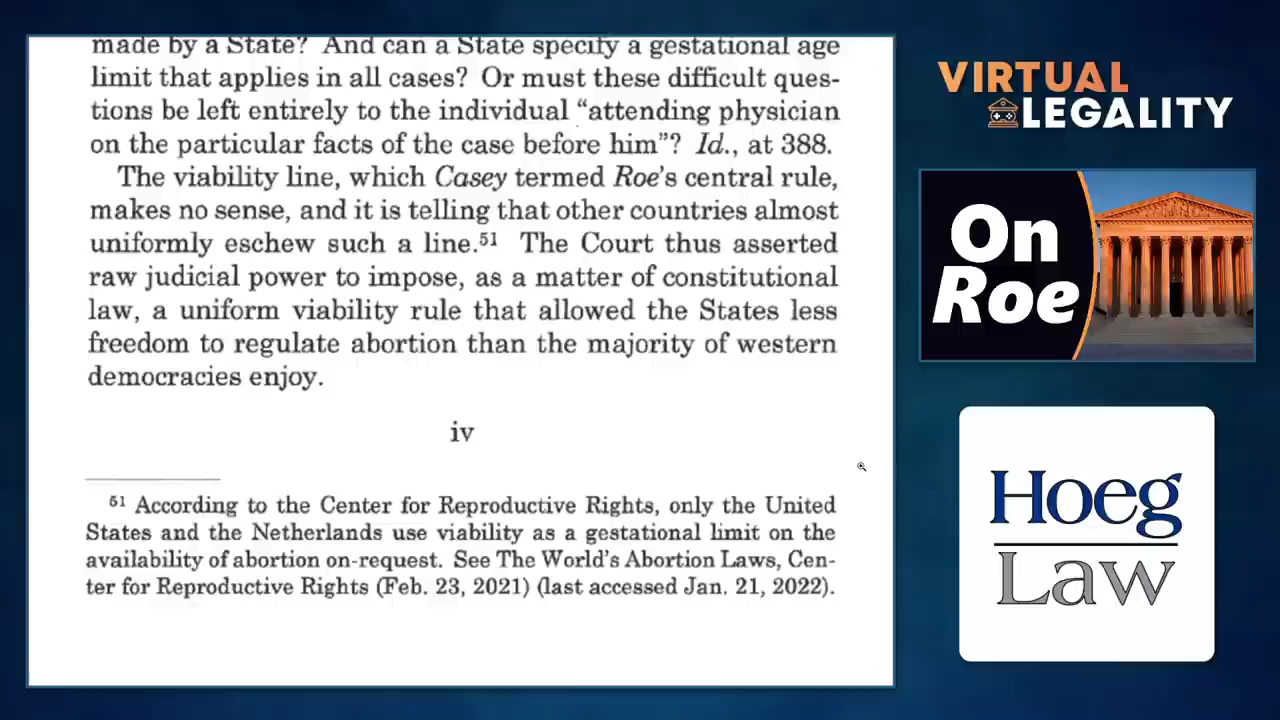 made by a State? And can a State specify a gestational age
limit that applies in all cases? Or must these difficult ques-
tions be left entirely to the individual “attending physician
on the particular facts of the case before him”? Id., at 388.
The viability line, which Casey termed Roe’s central rule,
makes no sense, and it is telling that other countries almost
uniformly eschew such a line.51 The Court thus asserted
raw judicial power to impose, as a matter of constitutional
law, a uniform viability rule that allowed the States less
freedom to regulate abortion than the majority of western
democracies enjoy.
iv
51 According to the Center for Reproductive Rights, only the United
States and the Netherlands use viability as a gestational limit on the
availability of abortion on-request. See The World’s Abortion Laws, Cen-
ter for Reproductive Rights (Feb. 23, 2021) (last accessed Jan. 21, 2022).
VIRTUAL
LEGALITY
On
Roe
Hoeg
Law